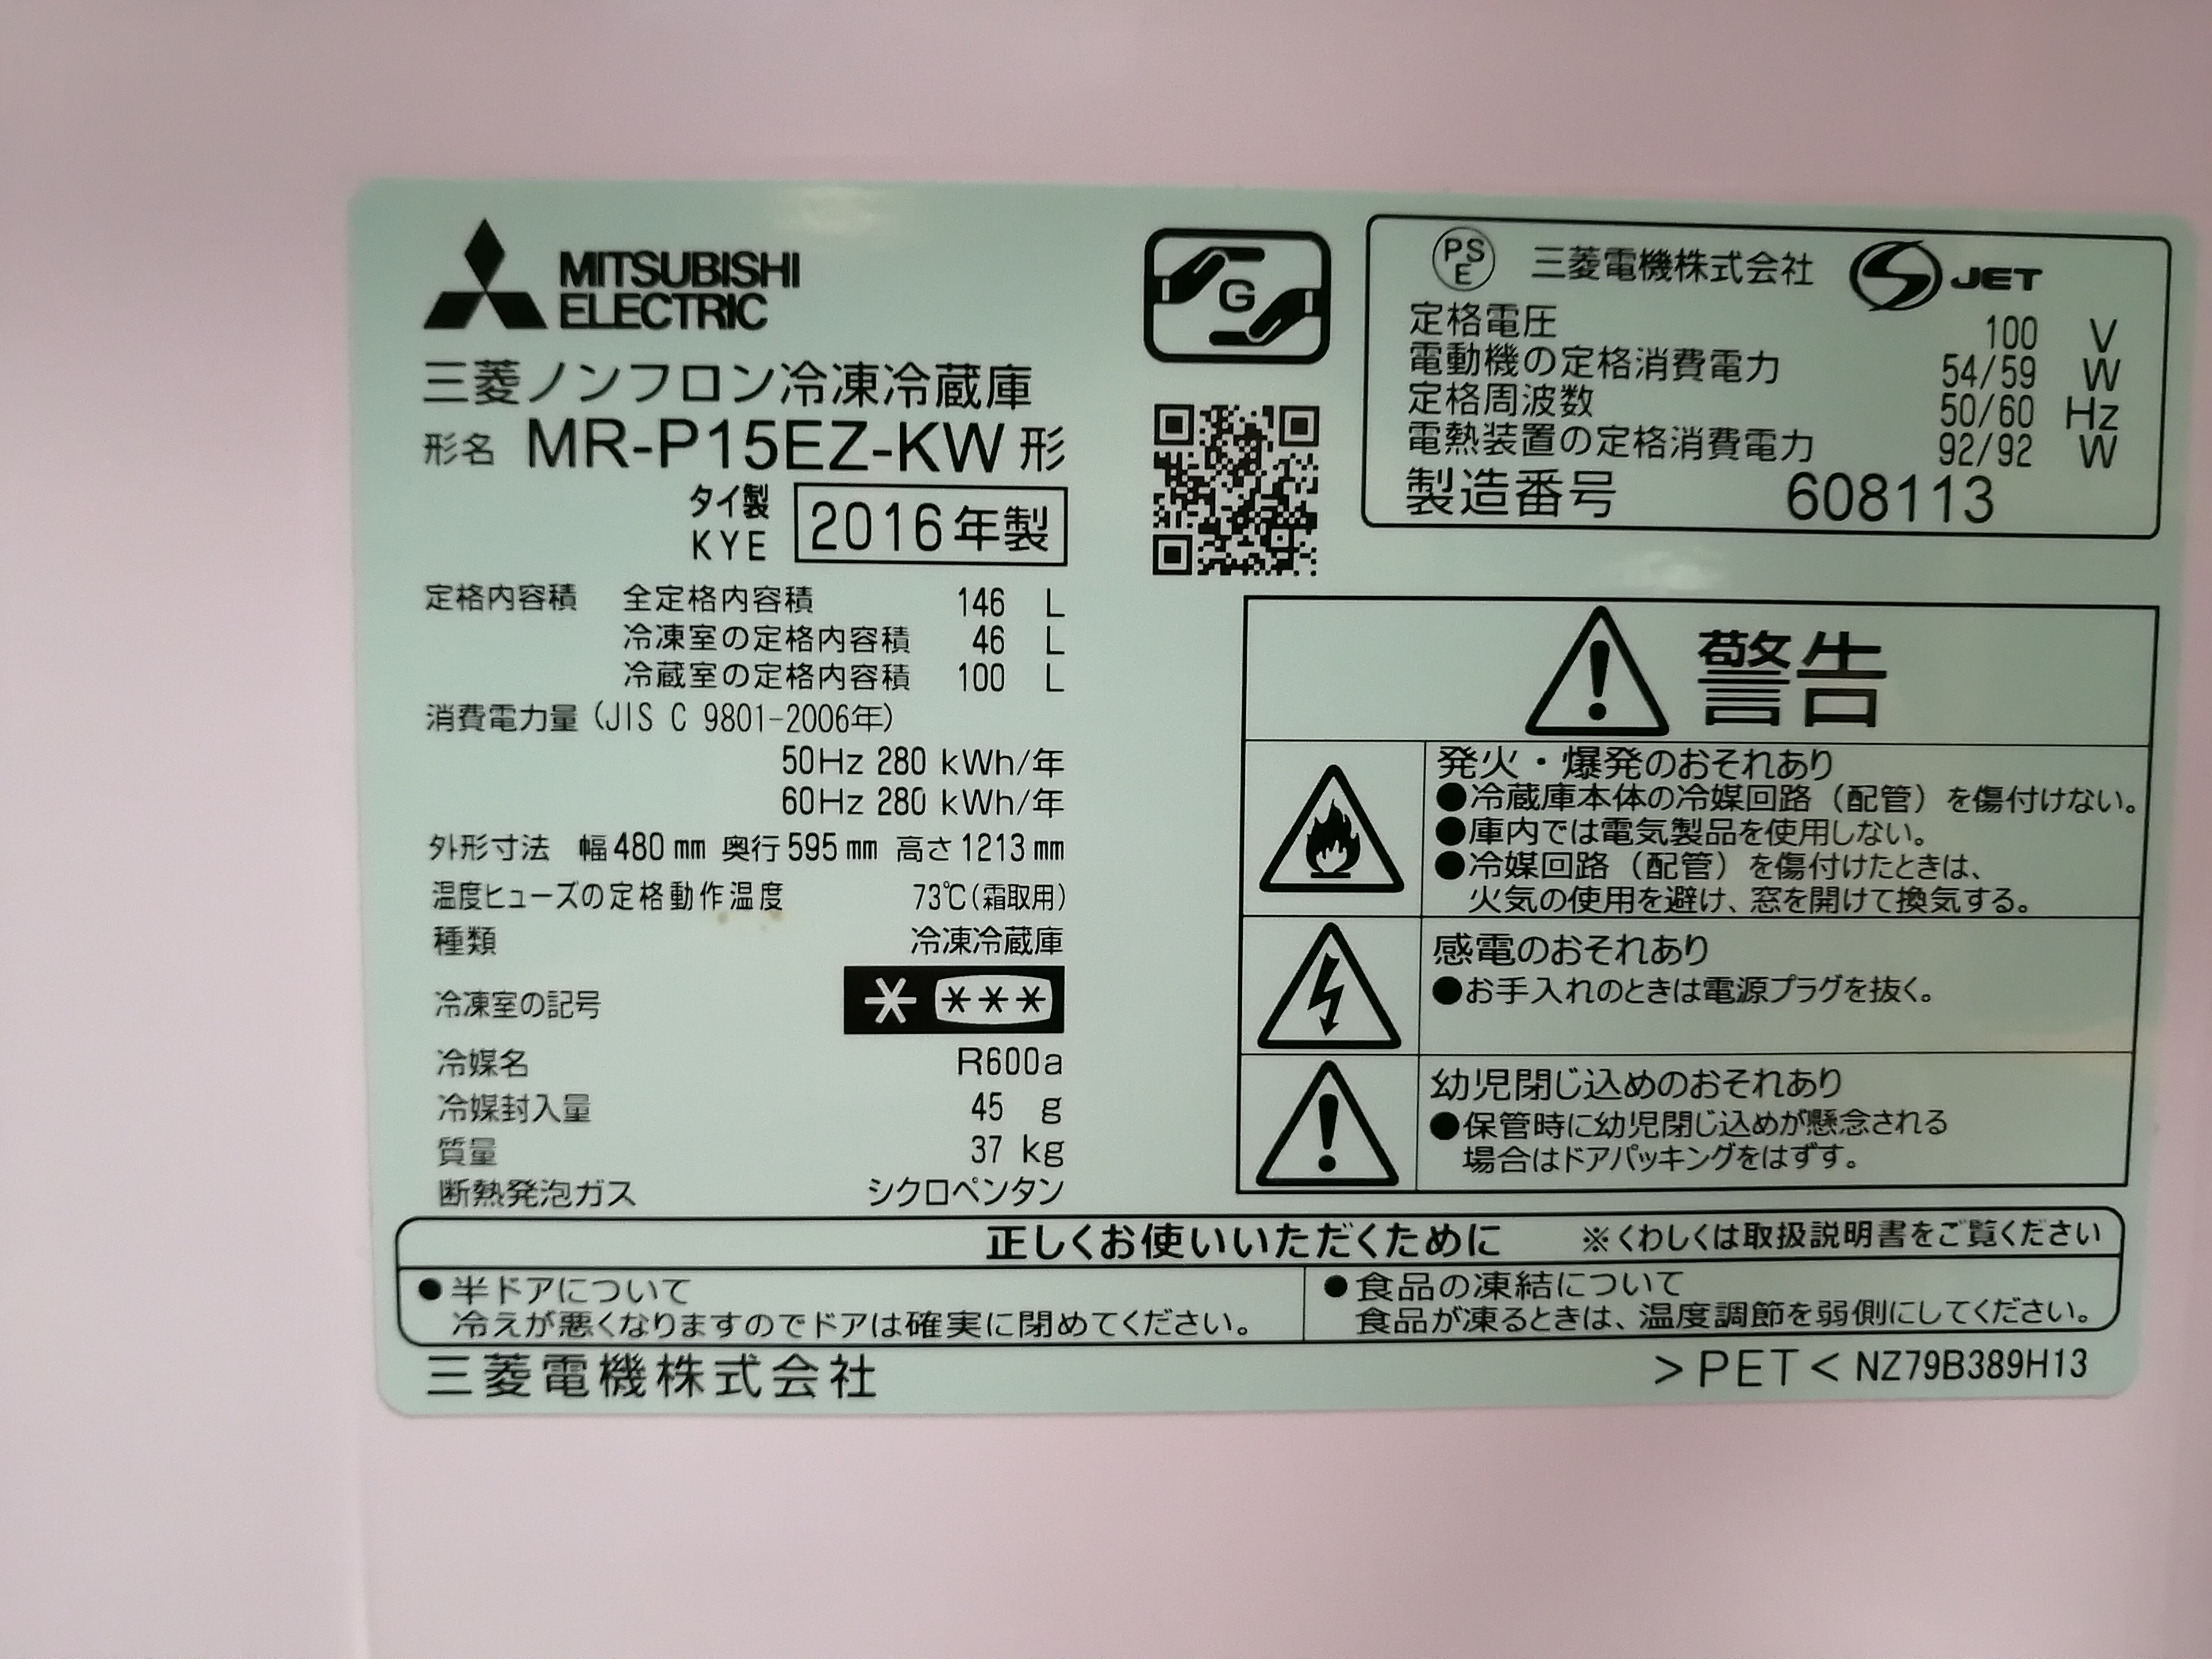 MITSUBISHI
ELECTRIC
三菱ノンフロン冷凍冷蔵庫
形名 MR-P15EZ-KW 形
タイ製
KYE
2016年製
定格内容積 全定格内容積 146 L
冷凍室の定格内容積 46 L
冷蔵室の定格内容積 100 L
消費電力量 (JIS C 9801-2006年)
50Hz 280 kWh/年
60Hz 280 kWh/年
外形寸法 幅480mm 奥行595mm 高さ1213mm
温度ヒューズの定格動作温度 73℃(霜取用)
種類 冷凍冷蔵庫
冷凍室の記号 * ***
冷媒名 R600a
冷媒封入量 45 g
質量 37 kg
断熱発泡ガス シクロペンタン
G
PS
E
三菱電機株式会社 S JET
定格電圧 100 V
電動機の定格消費電力 54/59 W
定格周波数 50/60 Hz
電熱装置の定格消費電力 92/92 W
製造番号 608113
警告
発火・爆発のおそれあり
●冷蔵庫本体の冷媒回路(配管)を傷付けない。
●庫内では電気製品を使用しない。
●冷媒回路(配管)を傷付けたときは、
火気の使用を避け、窓を開けて換気する。
感電のおそれあり
●お手入れのときは電源プラグを抜く。
幼児閉じ込めのおそれあり
●保管時に幼児閉じ込めが懸念される
場合はドアパッキングをはずす。
正しくお使いいただくために ※くわしくは取扱説明書をご覧ください
●半ドアについて
冷えが悪くなりますのでドアは確実に閉めてください。
●食品の凍結について
食品が凍るときは、温度調節を弱側にしてください。
三菱電機株式会社
>PET< NZ79B389H13